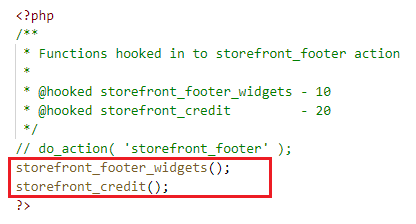 <?php
/**
 * Functions hooked in to storefront_footer action
 *
 * @hooked storefront_footer_widgets - 10
 * @hooked storefront_credit         - 20
 */
// do_action( 'storefront_footer' );
storefront_footer_widgets();
storefront_credit();
?>